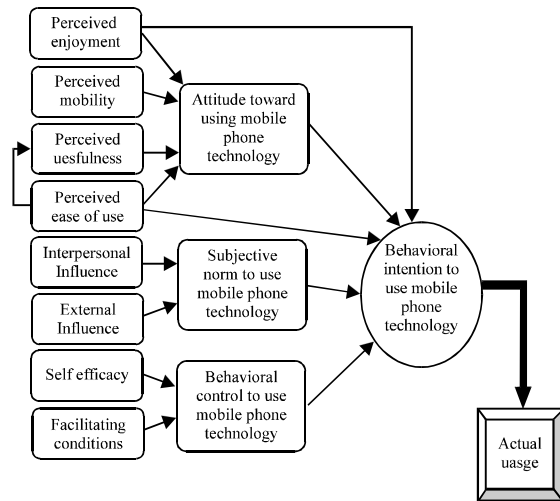 Perceived
enjoyment
Perceived
mobility
Perceived
uesfulness
Perceived
ease of use
Interpersonal
Influence
External
Influence
Self efficacy
Facilitating
conditions
Attitude toward
using mobile
phone
technology
Subjective
norm to use
mobile phone
technology
Behavioral
control to use
mobile phone
technology
Behavioral
intention to
use mobile
phone
technology
Actual
uasge